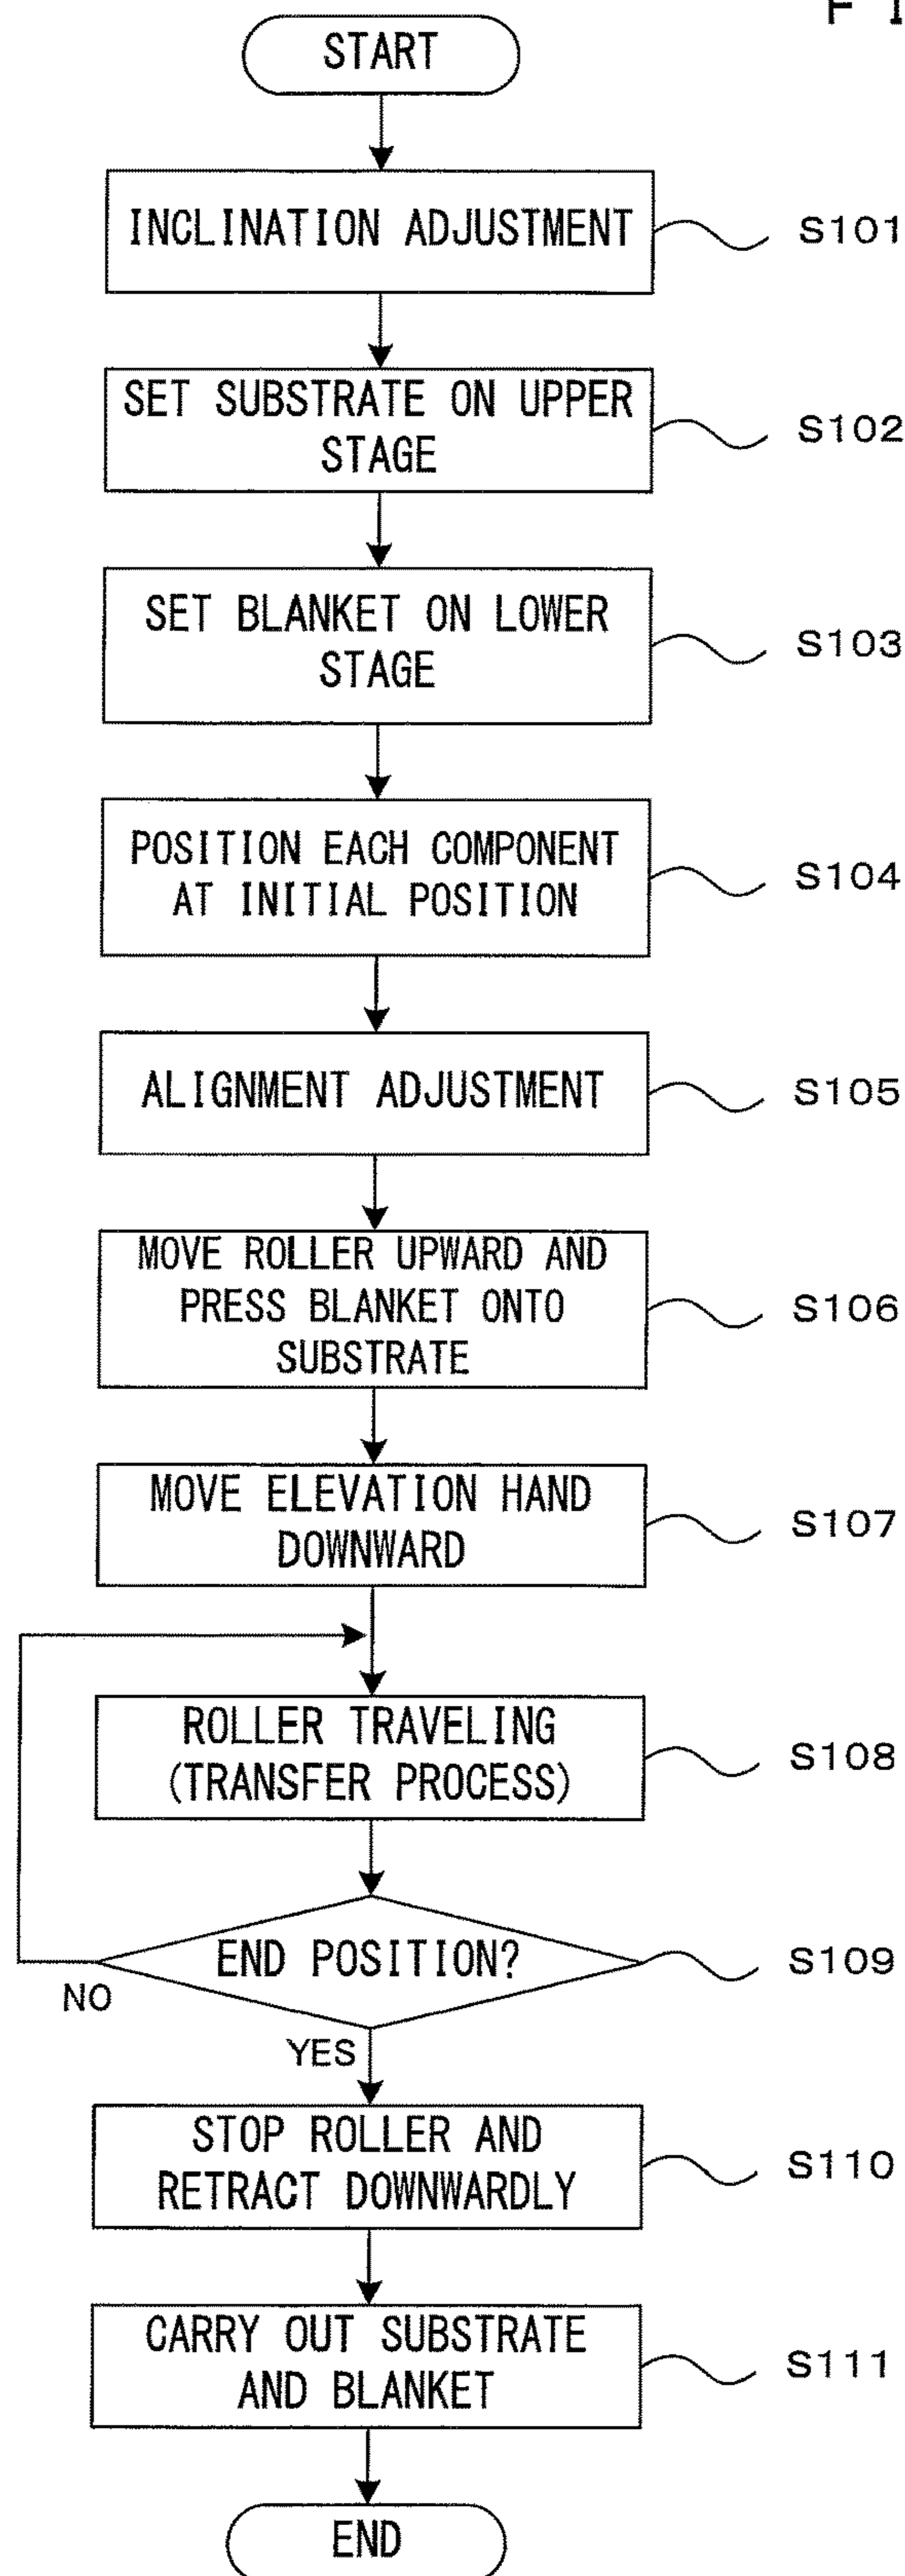 F I
START
INCLINATION ADJUSTMENT
S101
SET SUBSTRATE ON UPPER
STAGE
S102
SET BLANKET ON LOWER
STAGE
S103
POSITION EACH COMPONENT
AT INITIAL POSITION
S104
ALIGNMENT ADJUSTMENT
S105
MOVE ROLLER UPWARD AND
PRESS BLANKET ONTO
SUBSTRATE
S106
MOVE ELEVATION HAND
DOWNWARD
S107
ROLLER TRAVELING
(TRANSFER PROCESS)
S108
END POSITION?
S109
NO
YES
STOP ROLLER AND
RETRACT DOWNWARDLY
S110
CARRY OUT SUBSTRATE
AND BLANKET
S111
END